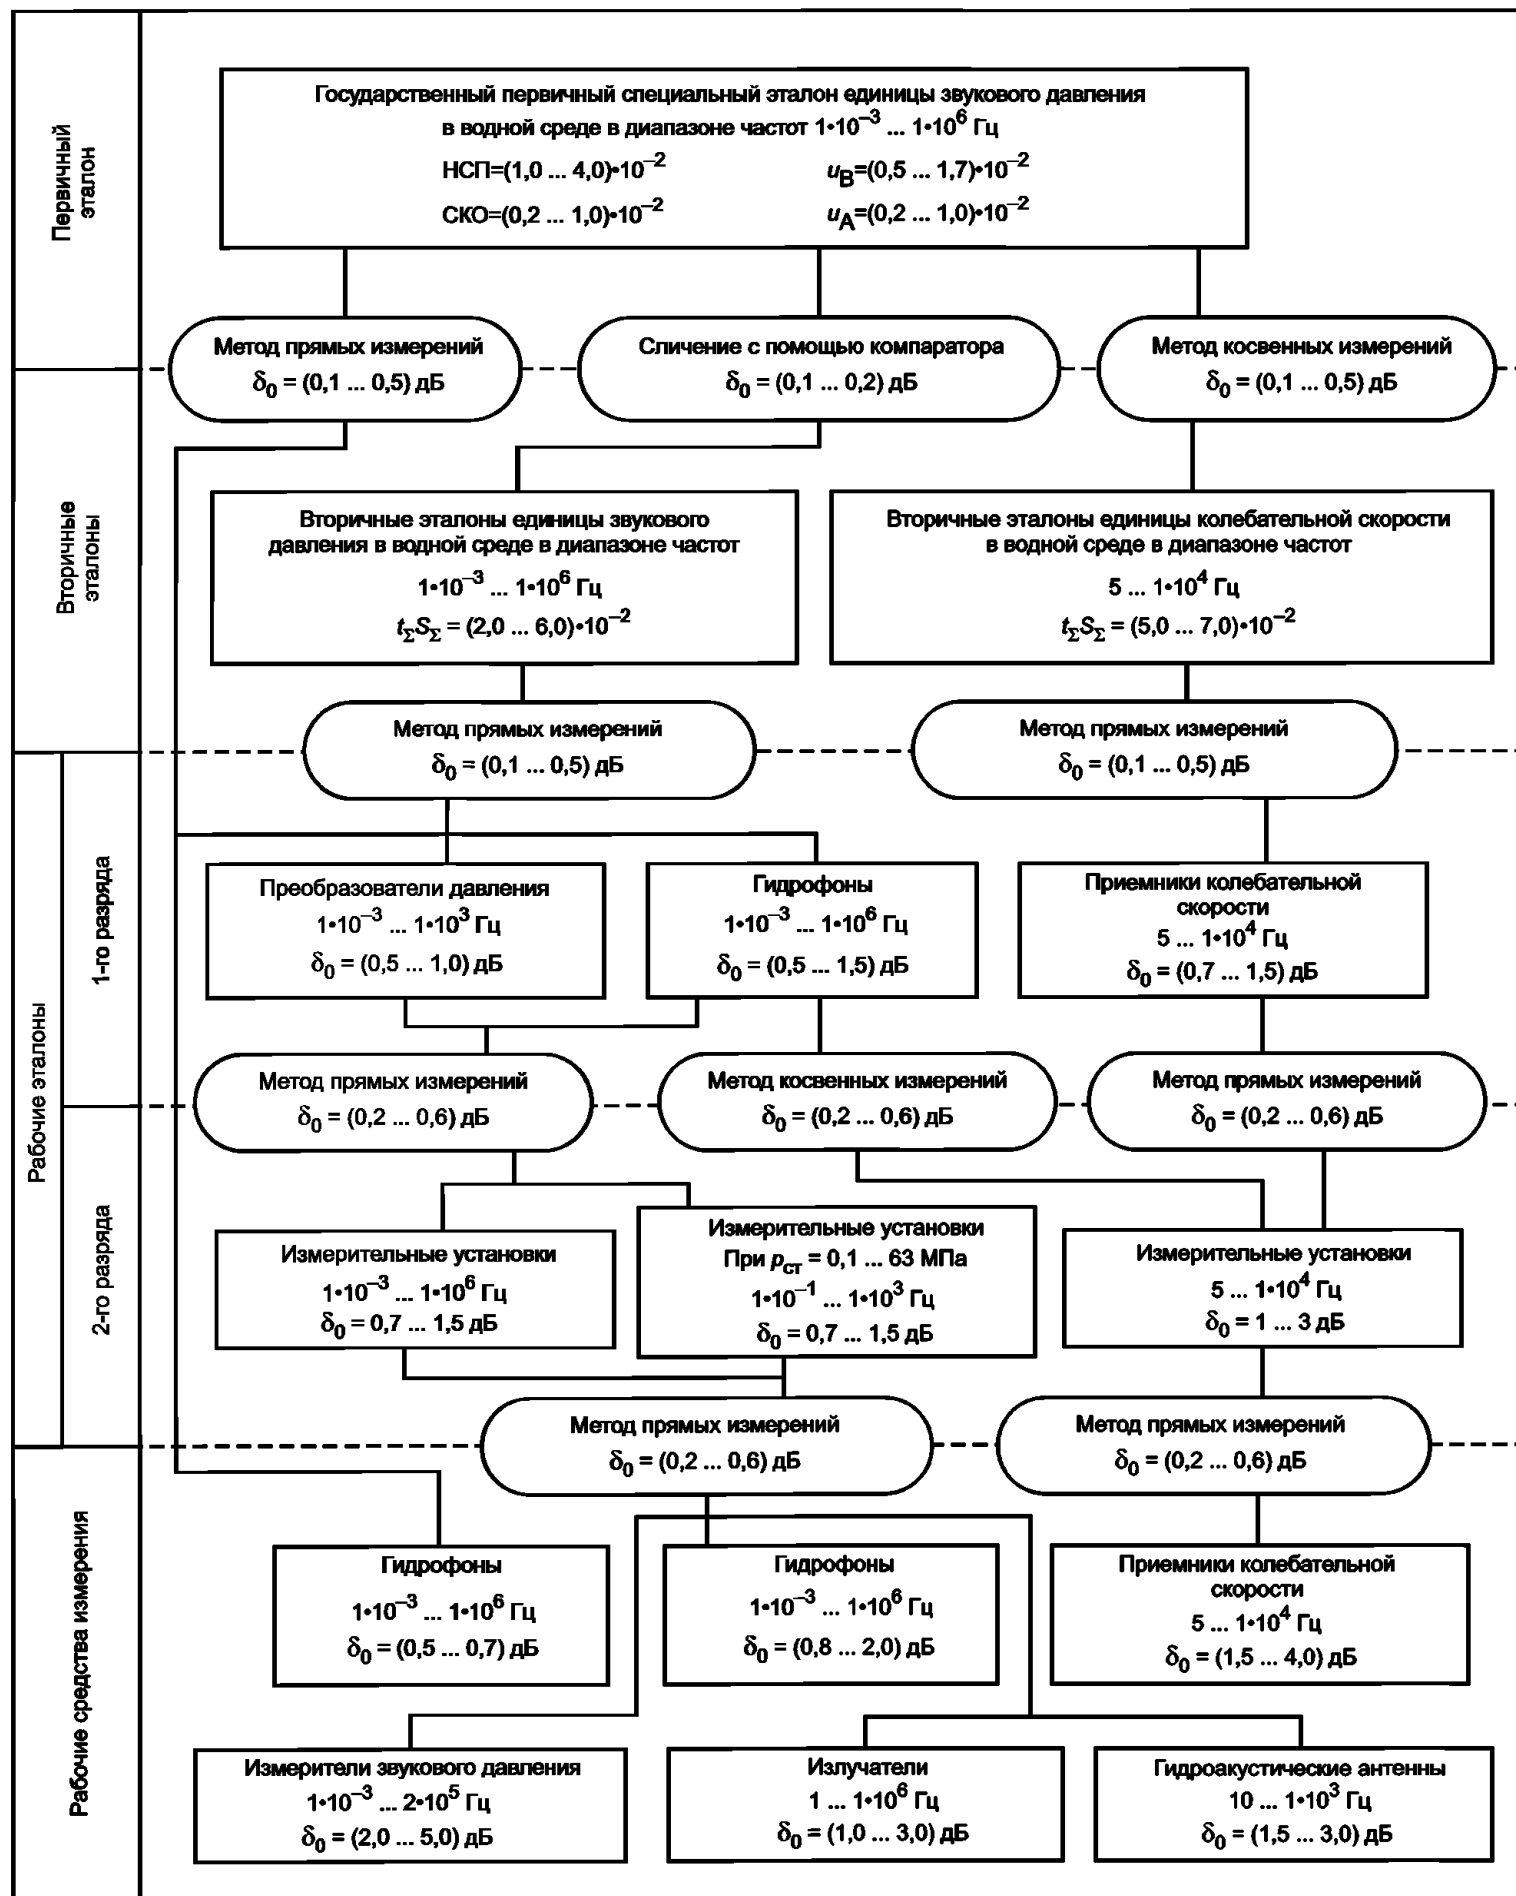 Первичный
эталон
Государственный первичный специальный эталон единицы звукового давления
в водной среде в диапазоне частот 1•10⁻³ ... 1•10⁶ Гц
НСП=(1,0 ... 4,0)•10⁻² u_B=(0,5 ... 1,7)•10⁻²
СКО=(0,2 ... 1,0)•10⁻² u_A=(0,2 ... 1,0)•10⁻²
Метод прямых измерений
δ₀ = (0,1 ... 0,5) дБ
Сличение с помощью компаратора
δ₀ = (0,1 ... 0,2) дБ
Метод косвенных измерений
δ₀ = (0,1 ... 0,5) дБ
Вторичные
эталоны
Вторичные эталоны единицы звукового
давления в водной среде в диапазоне частот
1•10⁻³ ... 1•10⁶ Гц
t_ΣS_Σ = (2,0 ... 6,0)•10⁻²
Вторичные эталоны единицы колебательной скорости
в водной среде в диапазоне частот
5 ... 1•10⁴ Гц
t_ΣS_Σ = (5,0 ... 7,0)•10⁻²
Метод прямых измерений
δ₀ = (0,1 ... 0,5) дБ
Метод прямых измерений
δ₀ = (0,1 ... 0,5) дБ
Рабочие эталоны
1-го разряда
Преобразователи давления
1•10⁻³ ... 1•10³ Гц
δ₀ = (0,5 ... 1,0) дБ
Гидрофоны
1•10⁻³ ... 1•10⁶ Гц
δ₀ = (0,5 ... 1,5) дБ
Приемники колебательной
скорости
5 ... 1•10⁴ Гц
δ₀ = (0,7 ... 1,5) дБ
Метод прямых измерений
δ₀ = (0,2 ... 0,6) дБ
Метод косвенных измерений
δ₀ = (0,2 ... 0,6) дБ
Метод прямых измерений
δ₀ = (0,2 ... 0,6) дБ
2-го разряда
Измерительные установки
1•10⁻³ ... 1•10⁶ Гц
δ₀ = 0,7 ... 1,5 дБ
Измерительные установки
При p_ст = 0,1 ... 63 МПа
1•10⁻¹ ... 1•10³ Гц
δ₀ = 0,7 ... 1,5 дБ
Измерительные установки
5 ... 1•10⁴ Гц
δ₀ = 1 ... 3 дБ
Метод прямых измерений
δ₀ = (0,2 ... 0,6) дБ
Метод прямых измерений
δ₀ = (0,2 ... 0,6) дБ
Рабочие средства измерения
Гидрофоны
1•10⁻³ ... 1•10⁶ Гц
δ₀ = (0,5 ... 0,7) дБ
Гидрофоны
1•10⁻³ ... 1•10⁶ Гц
δ₀ = (0,8 ... 2,0) дБ
Приемники колебательной
скорости
5 ... 1•10⁴ Гц
δ₀ = (1,5 ... 4,0) дБ
Измерители звукового давления
1•10⁻³ ... 2•10⁵ Гц
δ₀ = (2,0 ... 5,0) дБ
Излучатели
1 ... 1•10⁶ Гц
δ₀ = (1,0 ... 3,0) дБ
Гидроакустические антенны
10 ... 1•10³ Гц
δ₀ = (1,5 ... 3,0) дБ